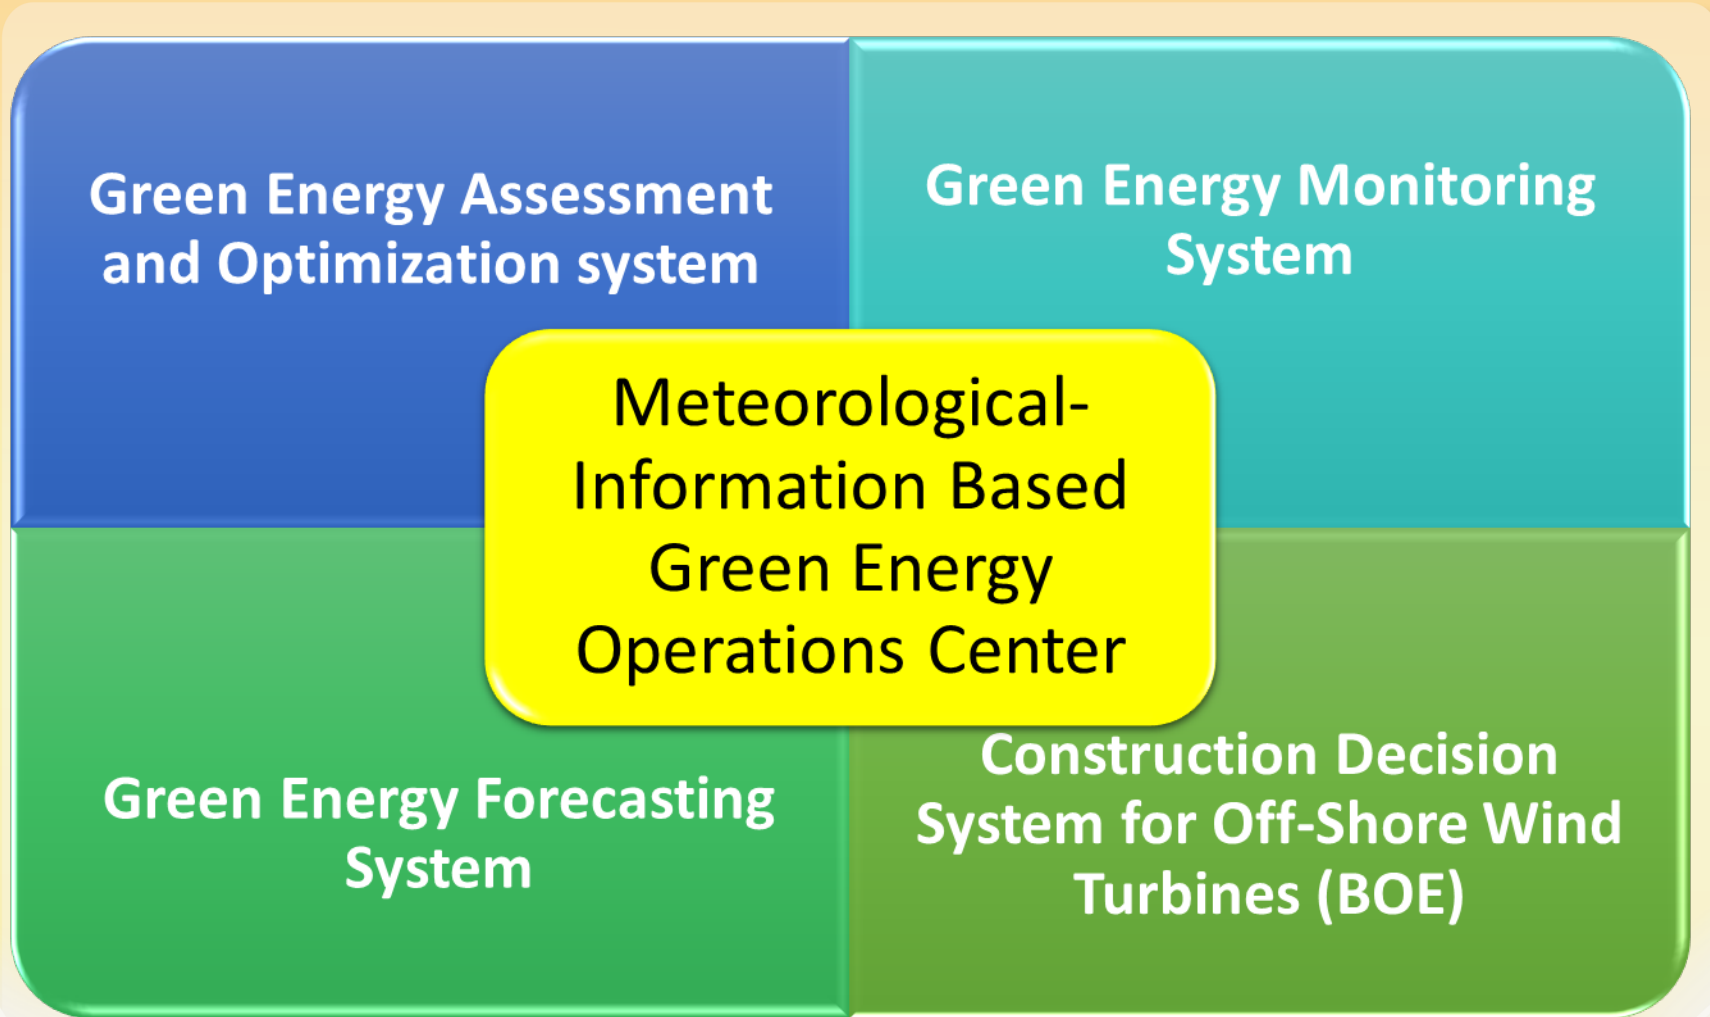 Green Energy Assessment
and Optimization system
Green Energy Monitoring
System
Meteorological-
Information Based
Green Energy
Operations Center
Green Energy Forecasting
System
Construction Decision
System for Off-Shore Wind
Turbines (BOE)